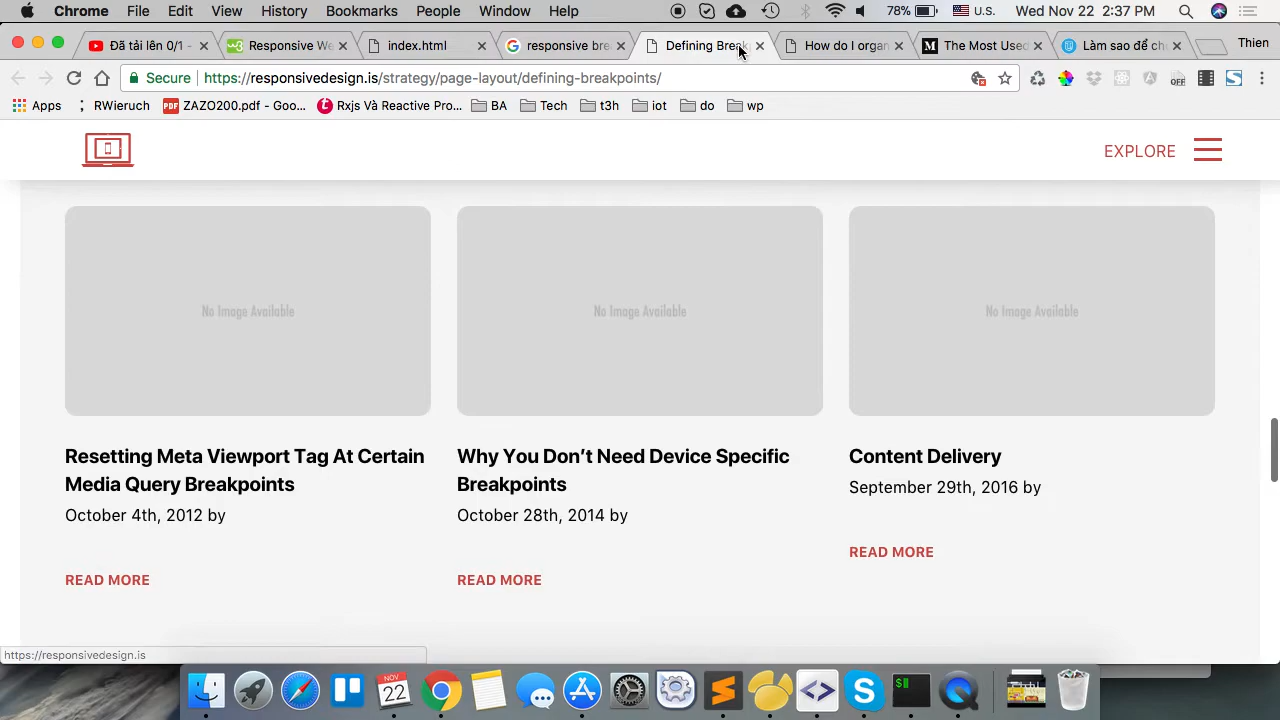 Chrome File Edit View History Bookmarks People Window Help 78% U.S. Wed Nov 22 2:37 PM
Đã tải lên 0/1 - Responsive We index.html responsive bre Defining Brea How do I organ The Most Used Làm sao để ch Thien
Secure https://responsivedesign.is/strategy/page-layout/defining-breakpoints/
Apps RWieruch ZAZO200.pdf - Goo... Rxjs Và Reactive Pro... BA Tech t3h iot do wp
EXPLORE
No Image Available No Image Available No Image Available
Resetting Meta Viewport Tag At Certain Media Query Breakpoints
October 4th, 2012 by
READ MORE
Why You Don’t Need Device Specific Breakpoints
October 28th, 2014 by
READ MORE
Content Delivery
September 29th, 2016 by
READ MORE
https://responsivedesign.is
NOV
22